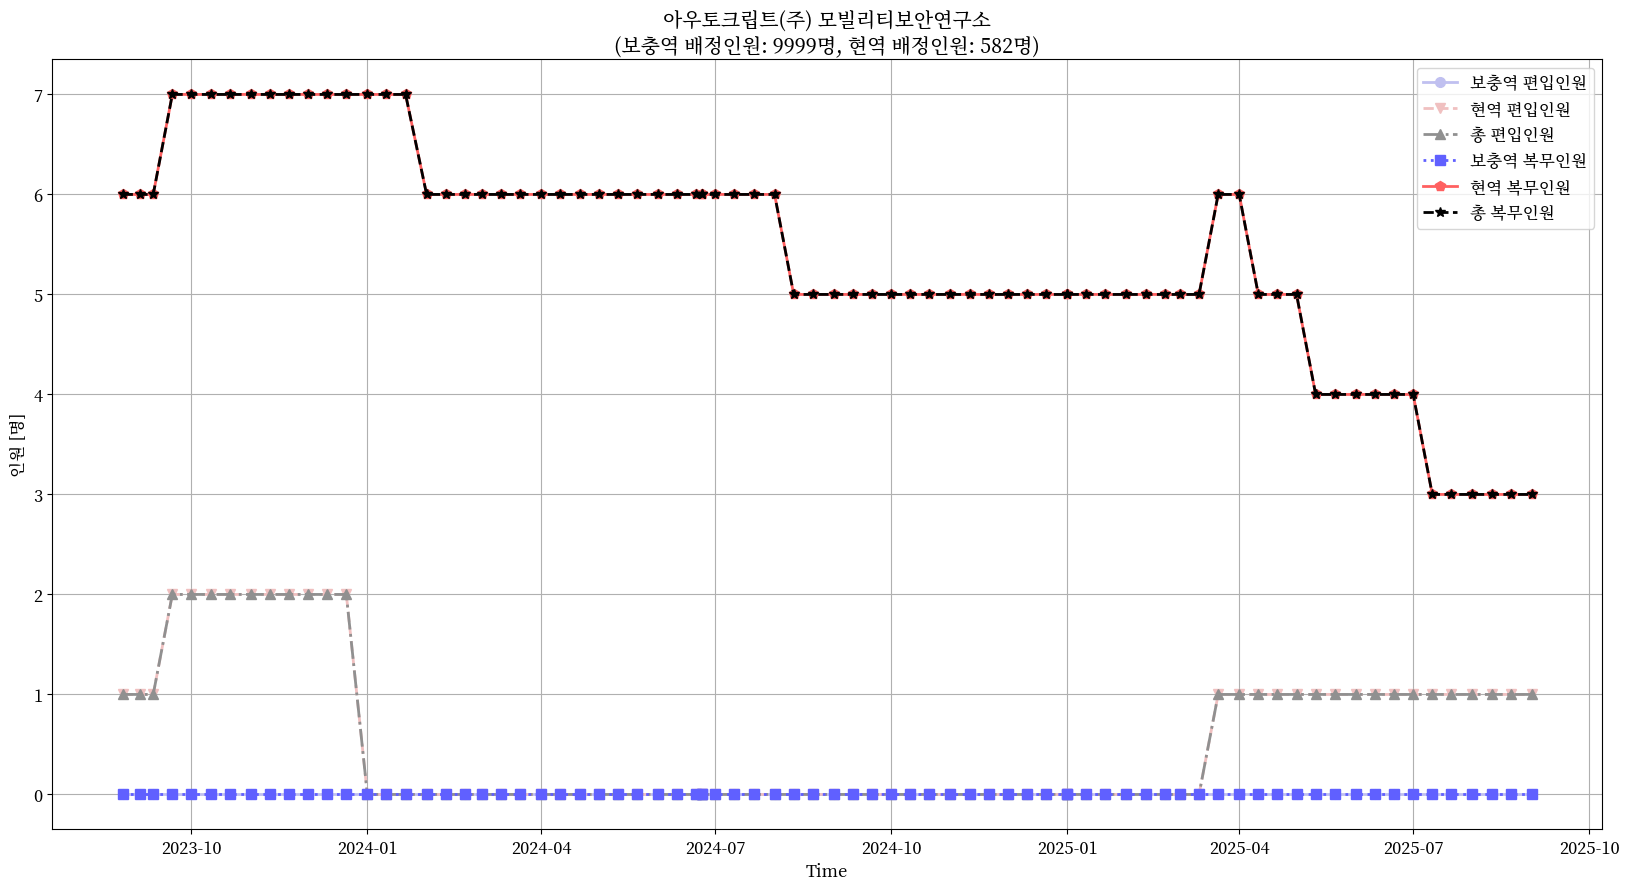 아우토크립트(주) 모빌리티보안연구소
(보충역 배정인원: 9999명, 현역 배정인원: 582명)
보충역 편입인원
현역 편입인원
총 편입인원
보충역 복무인원
현역 복무인원
총 복무인원
인원 [명]
7
6
5
4
3
2
1
0
2023-10
2024-01
2024-04
2024-07
2024-10
2025-01
2025-04
2025-07
2025-10
Time